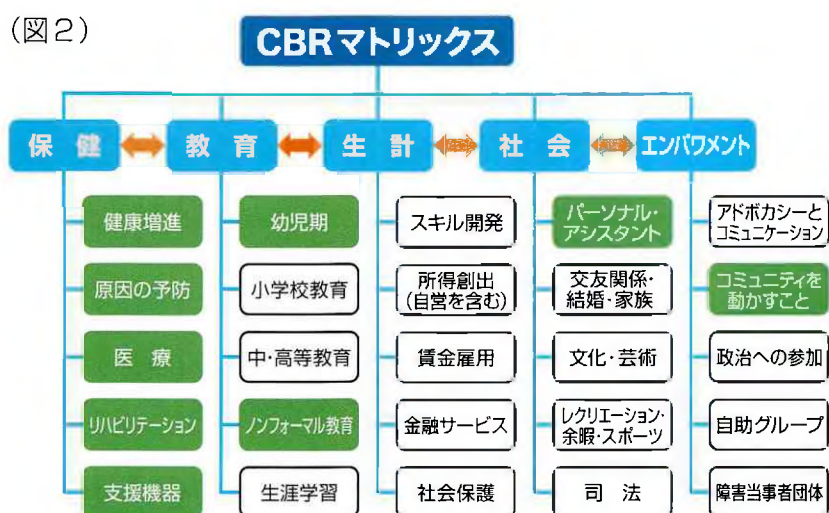 (図2)
CBRマトリックス
保健
教育
生計
社会
エンパワメント
健康増進
原因の予防
医療
リハビリテーション
支援機器
幼児期
小学校教育
中・高等教育
ノンフォーマル教育
生涯学習
スキル開発
所得創出
(自営を含む)
賃金雇用
金融サービス
社会保護
パーソナル・
アシスタント
交友関係・
結婚・家族
文化・芸術
レクリエーション・
余暇・スポーツ
司法
アドボカシーと
コミュニケーション
コミュニティを
動かすこと
政治への参加
自助グループ
障害当事者団体